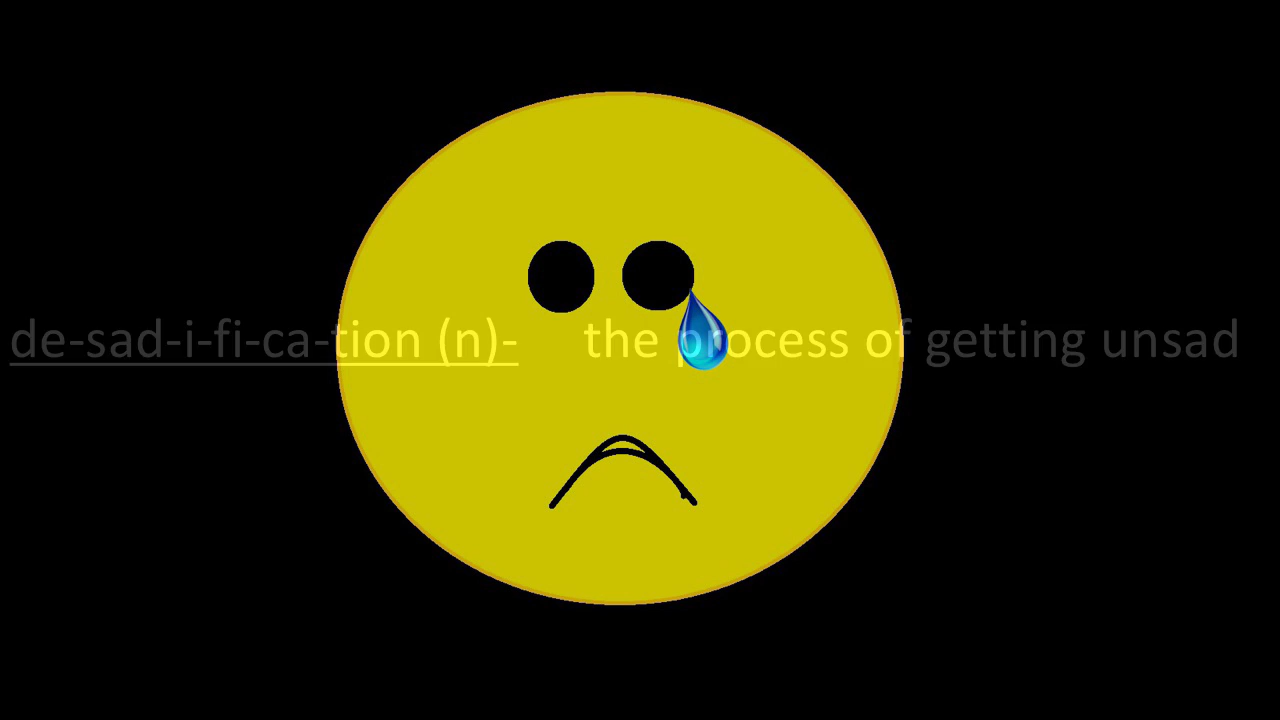 de-sad-i-fi-ca-tion (n)- the process of getting unsad